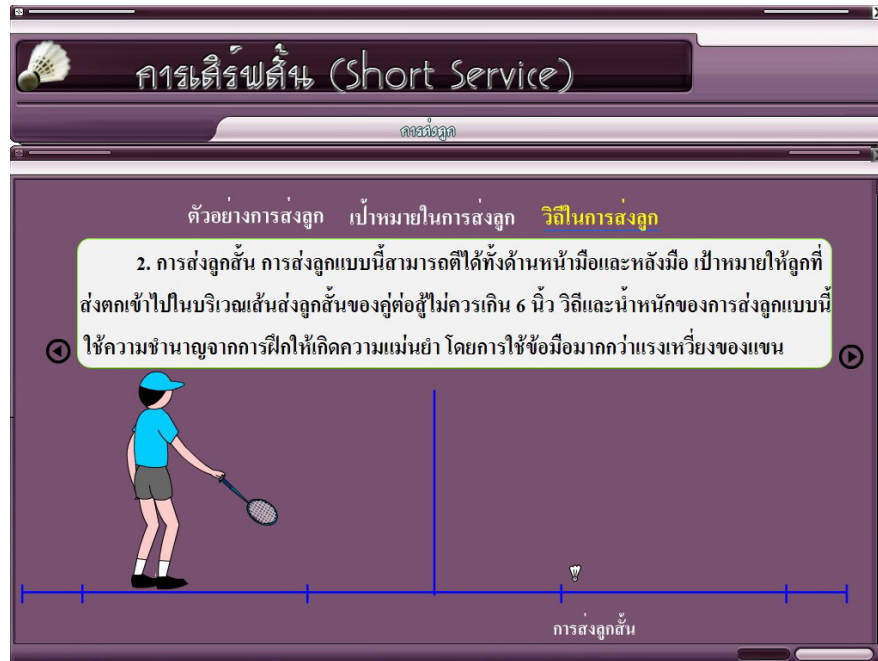 การเสิร์ฟสั้น (Short Service)
การส่งลูก
ตัวอย่างการส่งลูก เป้าหมายในการส่งลูก วิถีในการส่งลูก
2. การส่งลูกสั้น การส่งลูกแบบนี้สามารถตีได้ทั้งด้านหน้ามือและหลังมือ เป้าหมายให้ลูกที่
ส่งตกเข้าไปในบริเวณเส้นส่งลูกสั้นของคู่ต่อสู้ไม่ควรเกิน 6 นิ้ว วิถีและน้ำหนักของการส่งลูกแบบนี้
ใช้ความชำนาญจากการฝึกให้เกิดความแม่นยำ โดยการใช้ข้อมือมากกว่าแรงเหวี่ยงของแขน
การส่งลูกสั้น